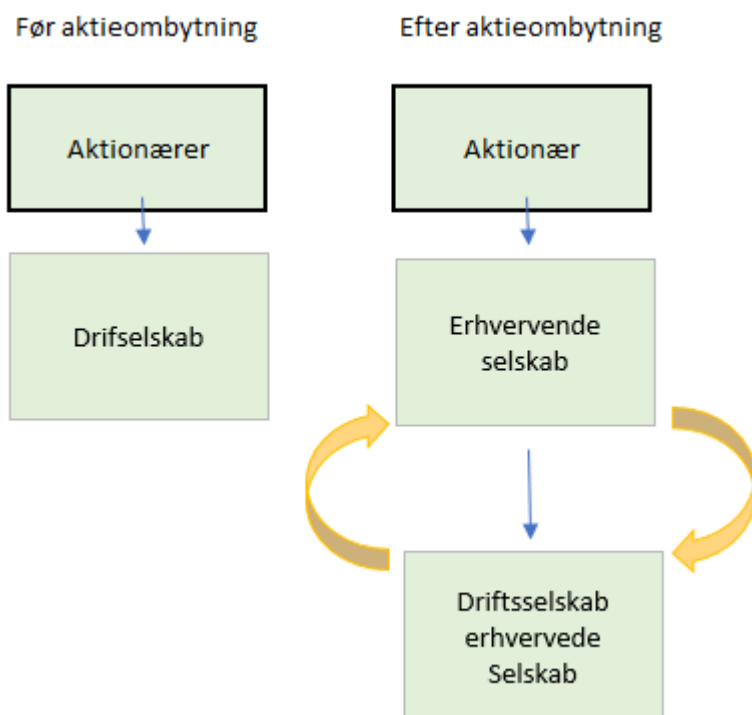 Før aktieombytning
Efter aktieombytning
Aktionærer
Aktionær
Drifselskab
Erhvervende
selskab
Driftsselskab
erhvervede
Selskab